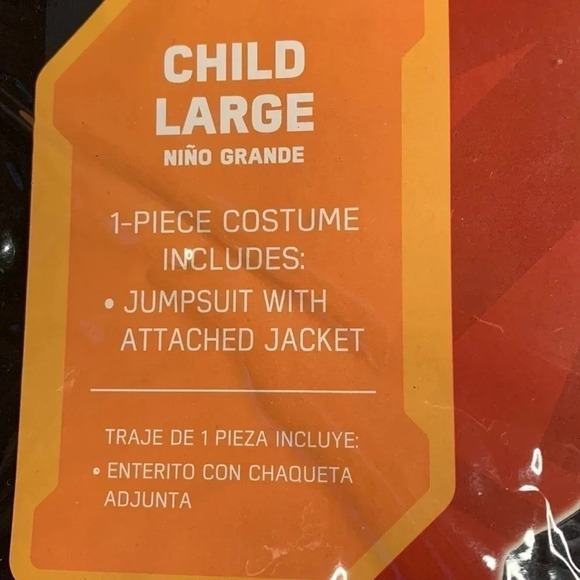 CHILD
LARGE
NIÑO GRANDE
1-PIECE COSTUME
INCLUDES:
• JUMPSUIT WITH
ATTACHED JACKET
TRAJE DE 1 PIEZA INCLUYE:
• ENTERITO CON CHAQUETA
ADJUNTA